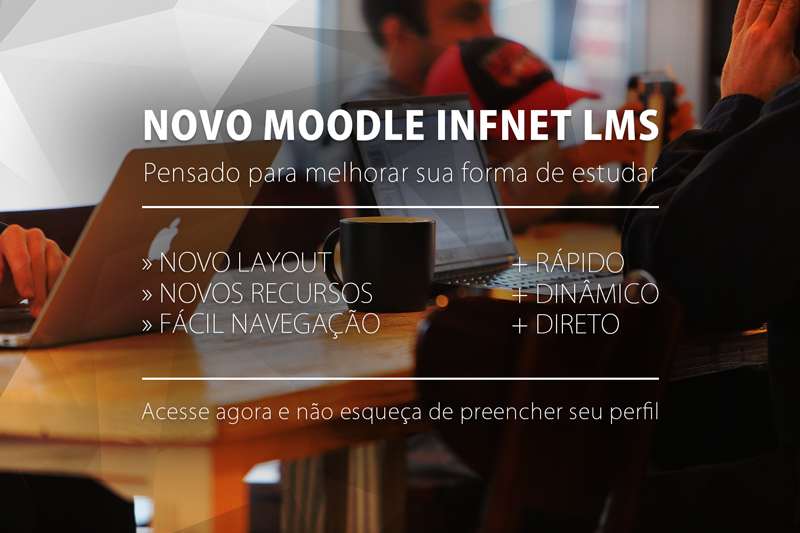 NOVO MOODLE INFNET LMS
Pensado para melhorar sua forma de estudar
» NOVO LAYOUT
» NOVOS RECURSOS
» FÁCIL NAVEGAÇÃO
+ RÁPIDO
+ DINÂMICO
+ DIRETO
Acesse agora e não esqueça de preencher seu perfil